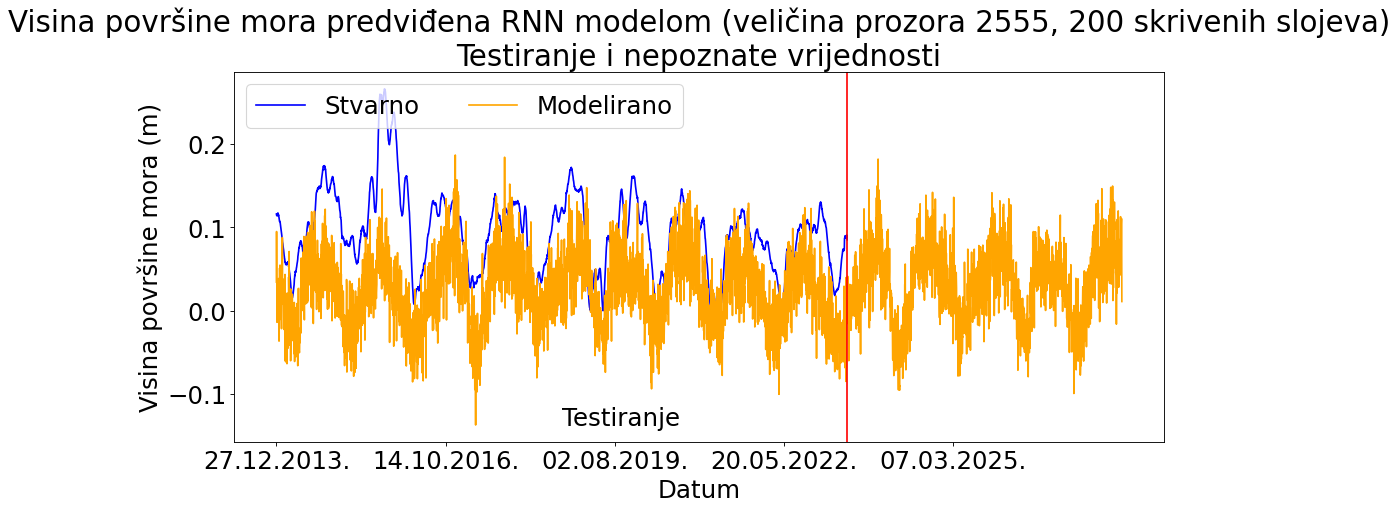 Visina površine mora predviđena RNN modelom (veličina prozora 2555, 200 skrivenih slojeva)
Testiranje i nepoznate vrijednosti
Stvarno
Modelirano
Visina površine mora (m)
0.2
0.1
0.0
−0.1
Testiranje
27.12.2013.
14.10.2016.
02.08.2019.
20.05.2022.
07.03.2025.
Datum